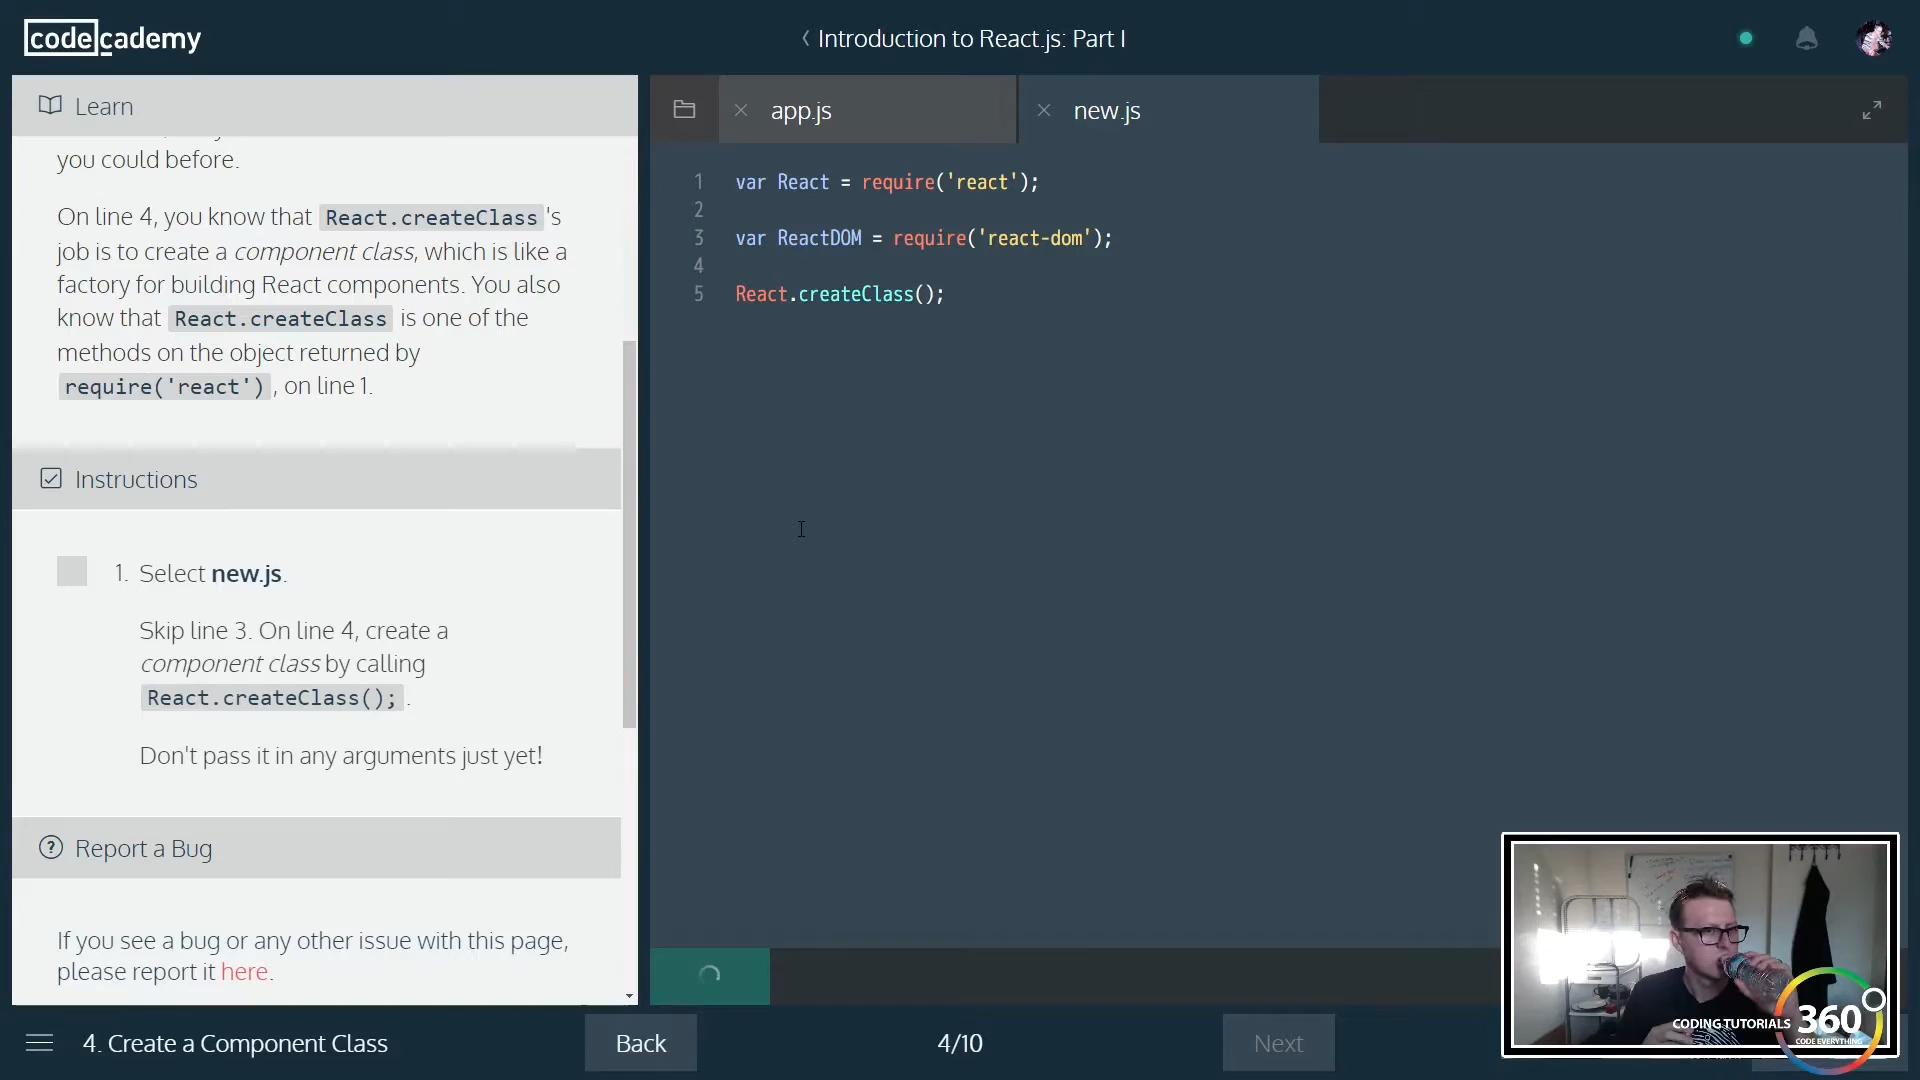 codecademy
Introduction to React.js: Part I
Learn
you could before.
On line 4, you know that React.createClass's
job is to create a component class, which is like a
factory for building React components. You also
know that React.createClass is one of the
methods on the object returned by
require('react'), on line 1.
Instructions
1. Select new.js.
Skip line 3. On line 4, create a
component class by calling
React.createClass();.
Don't pass it in any arguments just yet!
Report a Bug
If you see a bug or any other issue with this page,
please report it here.
app.js
new.js
1 var React = require('react');
2
3 var ReactDOM = require('react-dom');
4
5 React.createClass();
4. Create a Component Class
Back
4/10
Next
CODING TUTORIALS 360
CODE EVERYTHING